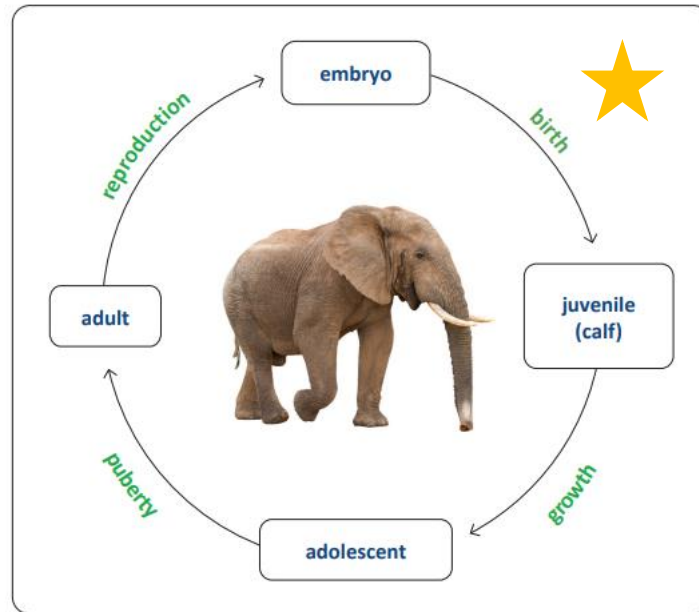 embryo
birth
juvenile
(calf)
growth
adolescent
puberty
adult
reproduction